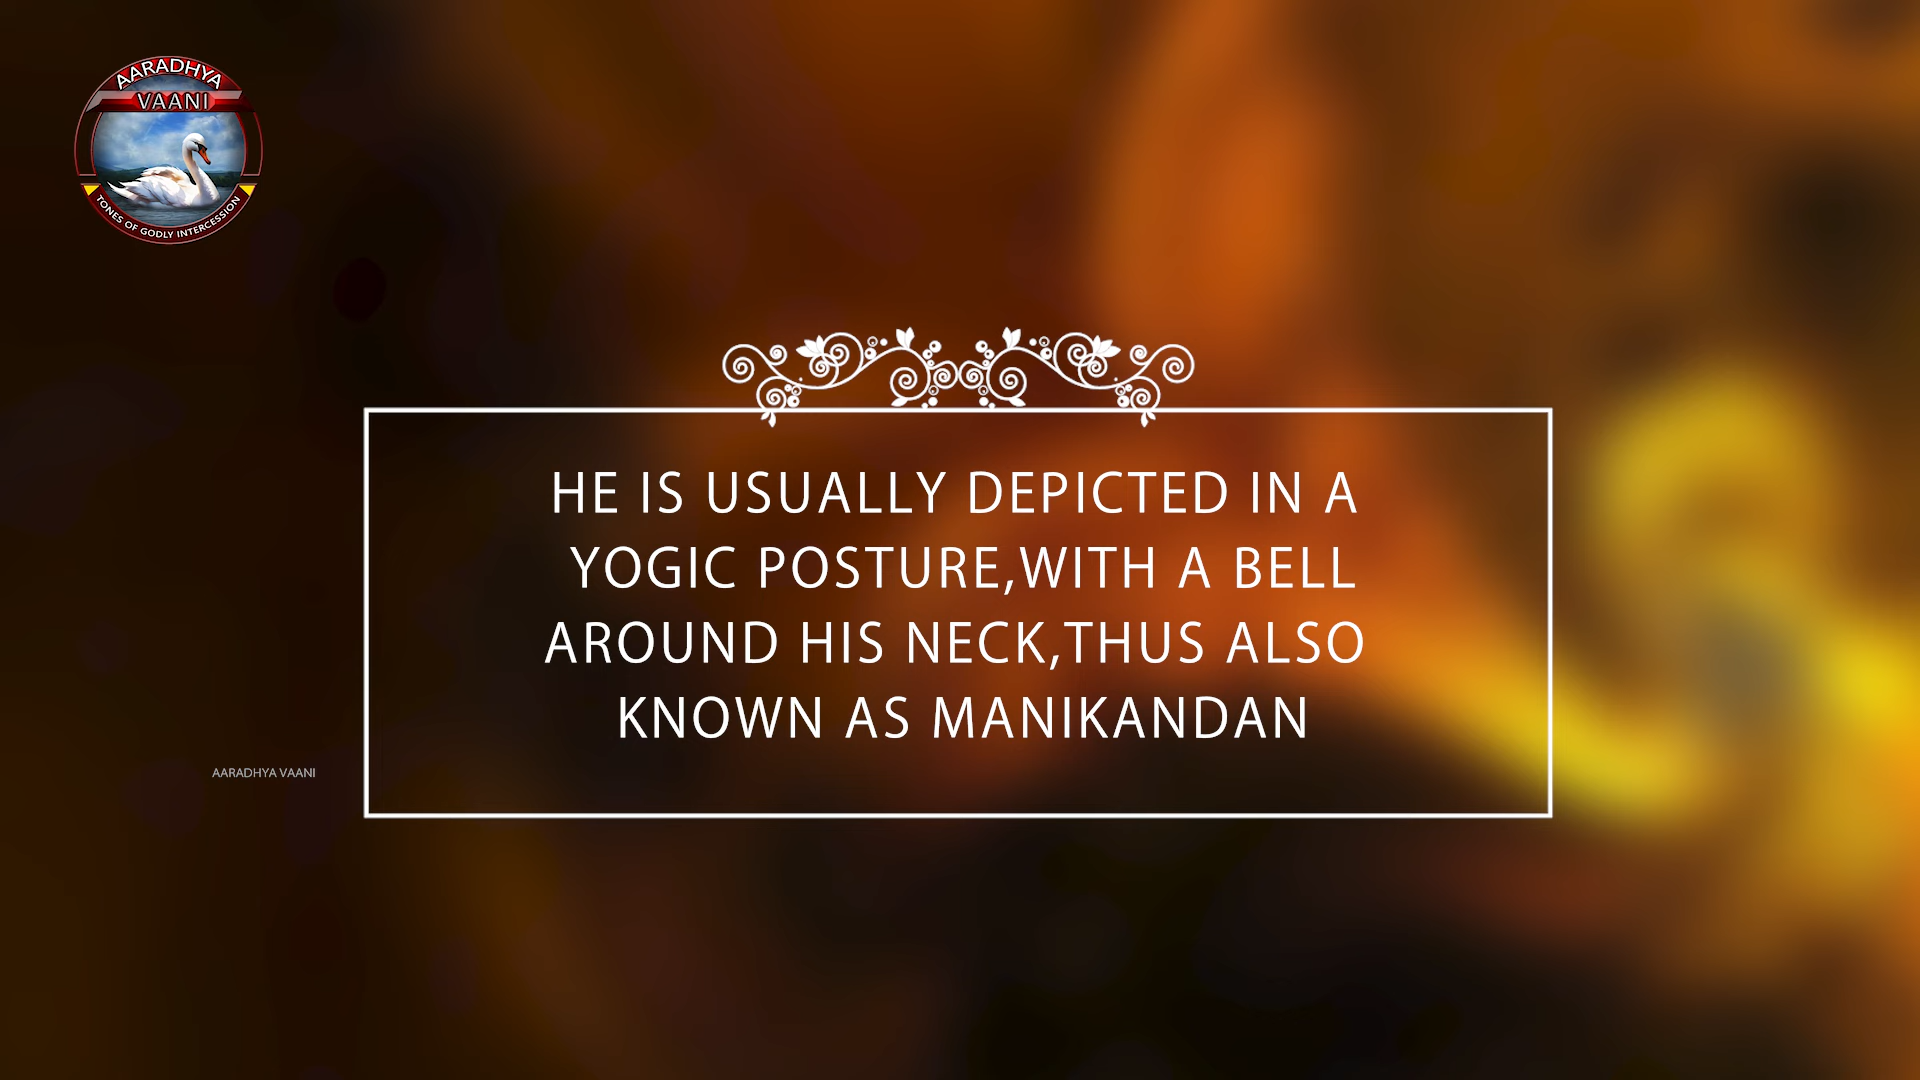 AARADHYA
VAANI
TONES OF GODLY INTERCESSION
HE IS USUALLY DEPICTED IN A
YOGIC POSTURE,WITH A BELL
AROUND HIS NECK,THUS ALSO
KNOWN AS MANIKANDAN
AARADHYA VAANI